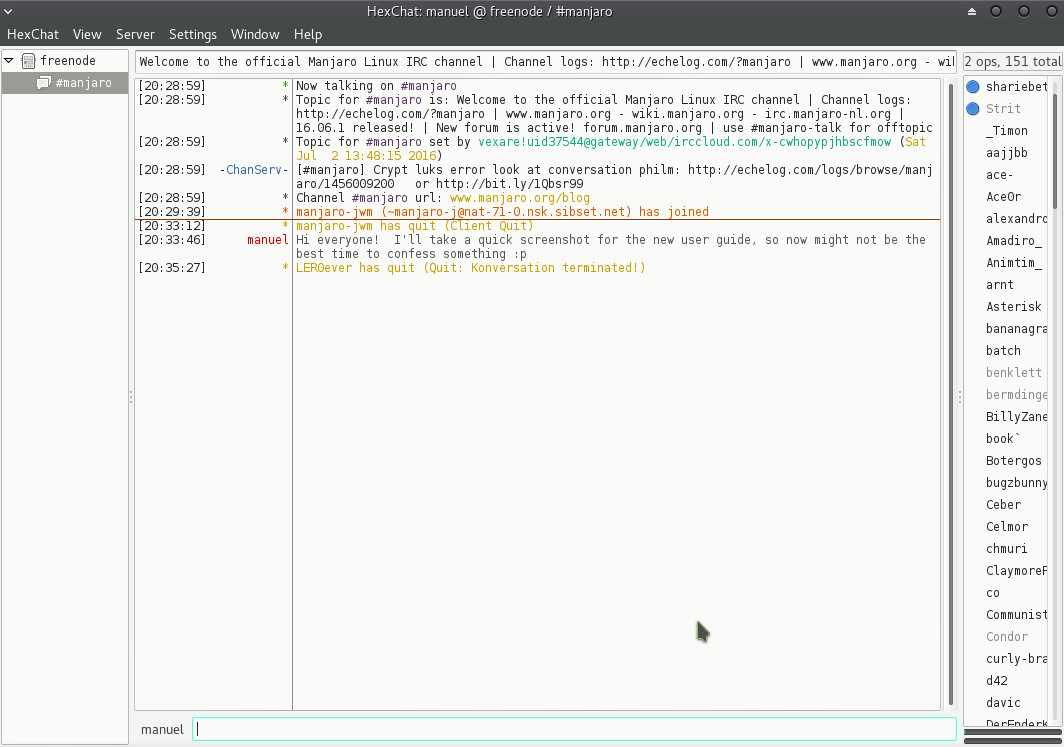 HexChat: manuel @ freenode / #manjaro
HexChat View Server Settings Window Help
freenode
#manjaro
Welcome to the official Manjaro Linux IRC channel | Channel logs: http://echelog.com/?manjaro | www.manjaro.org - wil
2 ops, 151 total
[20:28:59] * Now talking on #manjaro
[20:28:59] * Topic for #manjaro is: Welcome to the official Manjaro Linux IRC channel | Channel logs:
http://echelog.com/?manjaro | www.manjaro.org - wiki.manjaro.org - irc.manjaro-nl.org |
16.06.1 released! | New forum is active! forum.manjaro.org | use #manjaro-talk for offtopic
[20:28:59] * Topic for #manjaro set by vexare!uid37544@gateway/web/irccloud.com/x-cwhopypjhbscfmow (Sat
Jul  2 13:48:15 2016)
[20:28:59] -ChanServ- [#manjaro] Crypt luks error look at conversation philm: http://echelog.com/logs/browse/manj
aro/1456009200   or http://bit.ly/1Qbsr99
[20:28:59] * Channel #manjaro url: www.manjaro.org/blog
[20:29:39] * manjaro-jwm (~manjaro-j@nat-71-0.nsk.sibset.net) has joined
[20:33:12] * manjaro-jwm has quit (Client Quit)
[20:33:46] manuel Hi everyone!  I'll take a quick screenshot for the new user guide, so now might not be the
best time to confess something :p
[20:35:27] * LEROever has quit (Quit: Konversation terminated!)
shariebet
Strit
_Timon
aajjbb
ace-
AceOr
alexandro
Amadiro_
Animtim_
arnt
Asterisk
bananagra
batch
benklett
bermdinge
BillyZane
book`
Botergos
bugzbunny
Ceber
Celmor
chmuri
ClaymoreF
co
Communist
Condor
curly-bra
d42
davic
DerEnderK
manuel